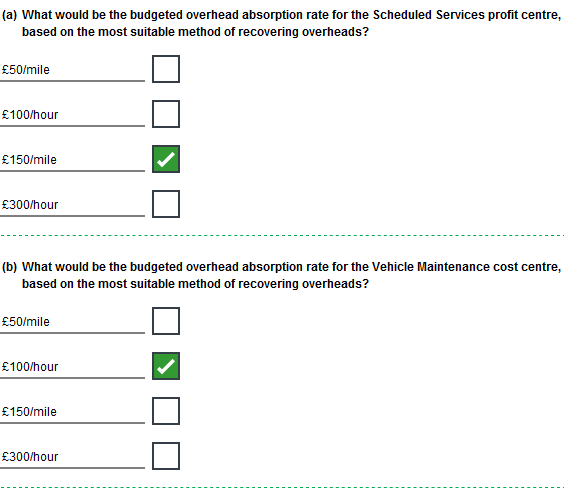 (a) What would be the budgeted overhead absorption rate for the Scheduled Services profit centre,
based on the most suitable method of recovering overheads?
£50/mile
£100/hour
£150/mile
£300/hour
(b) What would be the budgeted overhead absorption rate for the Vehicle Maintenance cost centre,
based on the most suitable method of recovering overheads?
£50/mile
£100/hour
£150/mile
£300/hour